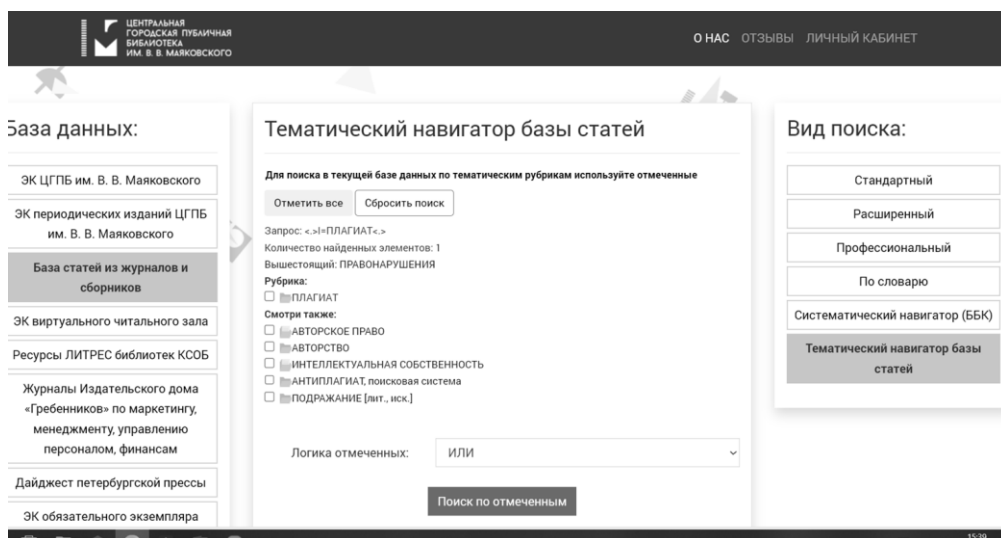 ЦЕНТРАЛЬНАЯ
ГОРОДСКАЯ ПУБЛИЧНАЯ
БИБЛИОТЕКА
ИМ. В. В. МАЯКОВСКОГО
О НАС ОТЗЫВЫ ЛИЧНЫЙ КАБИНЕТ
База данных:
ЭК ЦГПБ им. В. В. Маяковского
ЭК периодических изданий ЦГПБ
им. В. В. Маяковского
База статей из журналов и
сборников
ЭК виртуального читального зала
Ресурсы ЛИТРЕС библиотек КСОБ
Журналы Издательского дома
«Гребенников» по маркетингу,
менеджменту, управлению
персоналом, финансам
Дайджест петербургской прессы
ЭК обязательного экземпляра
Тематический навигатор базы статей
Для поиска в текущей базе данных по тематическим рубрикам используйте отмеченные
Отметить все Сбросить поиск
Запрос: <.>I=ПЛАГИАТ<.>
Количество найденных элементов: 1
Вышестоящий: ПРАВОНАРУШЕНИЯ
Рубрика:
ПЛАГИАТ
Смотри также:
АВТОРСКОЕ ПРАВО
АВТОРСТВО
ИНТЕЛЛЕКТУАЛЬНАЯ СОБСТВЕННОСТЬ
АНТИПЛАГИАТ, поисковая система
ПОДРАЖАНИЕ [лит., иск.]
Логика отмеченных: ИЛИ
Поиск по отмеченным
Вид поиска:
Стандартный
Расширенный
Профессиональный
По словарю
Систематический навигатор (ББК)
Тематический навигатор базы
статей
15:39